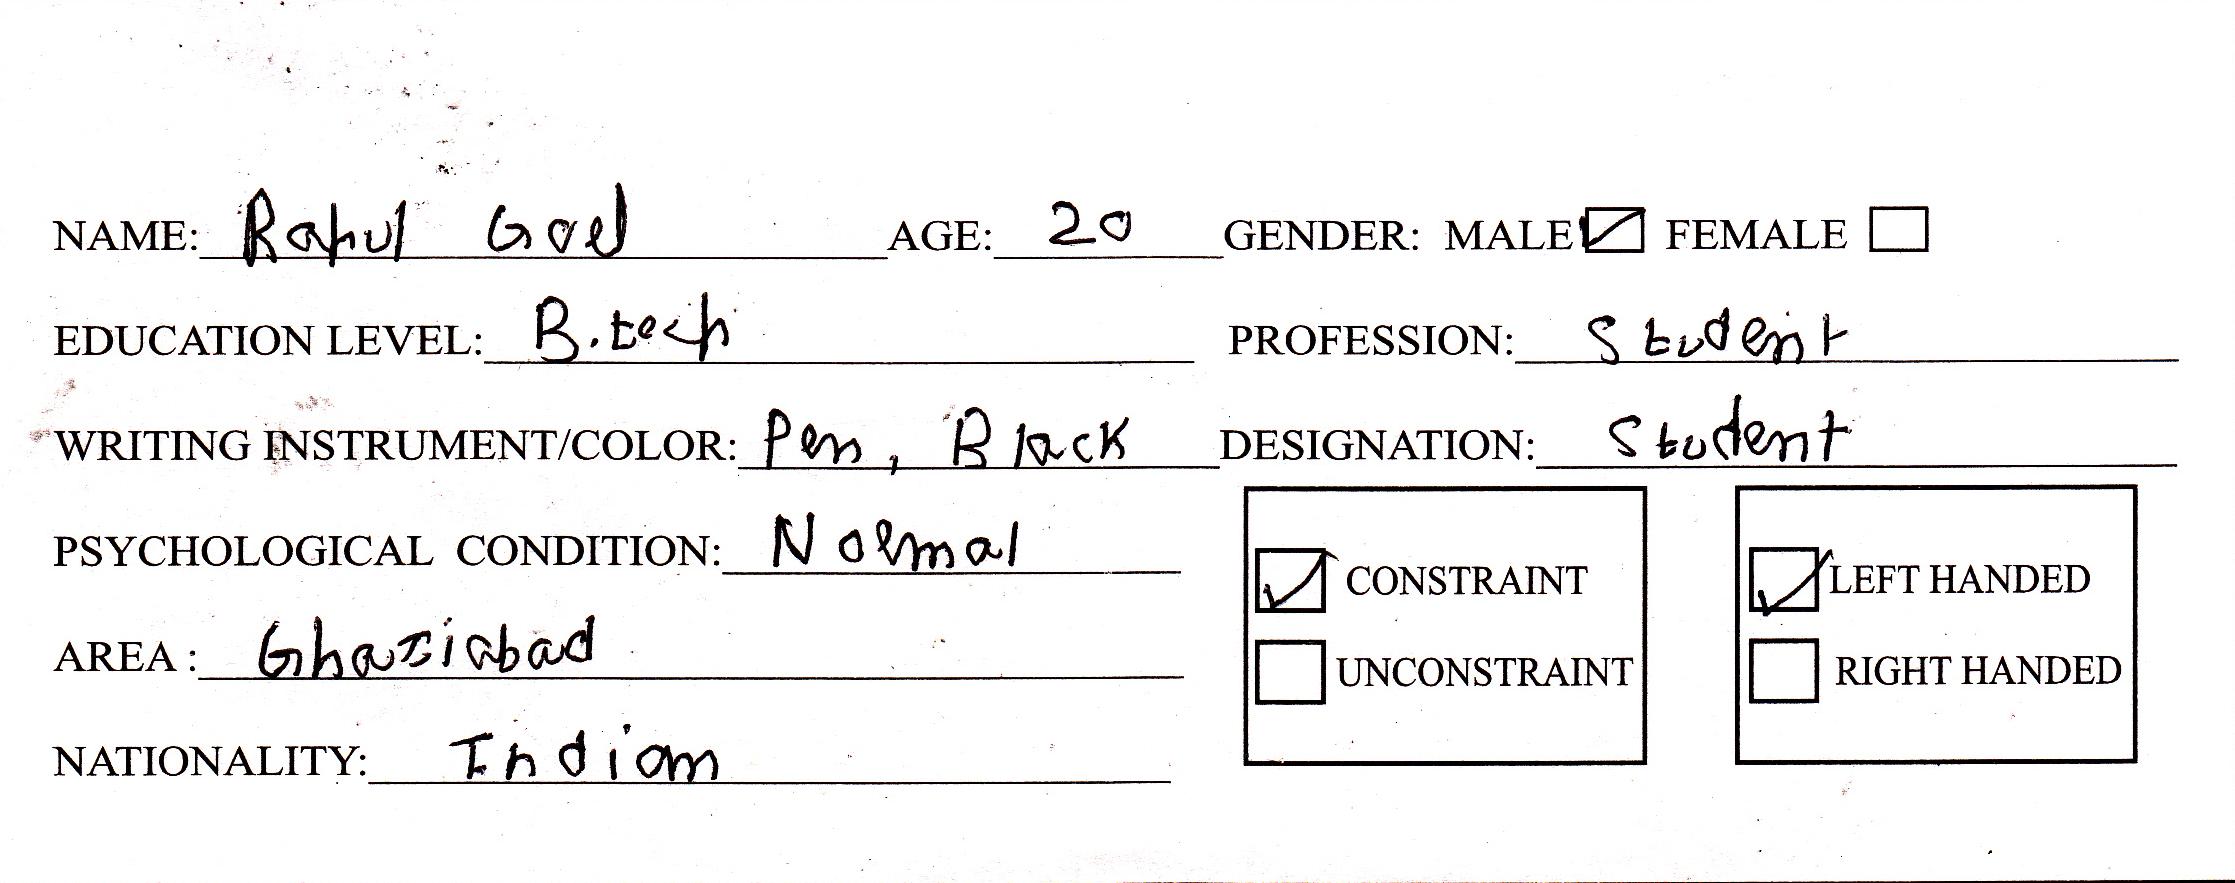 NAME: Rahul Goel AGE: 20 GENDER: MALE ☑ FEMALE ☐
EDUCATION LEVEL: B.tech PROFESSION: Student
WRITING INSTRUMENT/COLOR: Pen, Black DESIGNATION: Student
PSYCHOLOGICAL CONDITION: Normal ☑ CONSTRAINT ☑ LEFT HANDED
AREA : Ghaziabad ☐ UNCONSTRAINT ☐ RIGHT HANDED
NATIONALITY: Indian